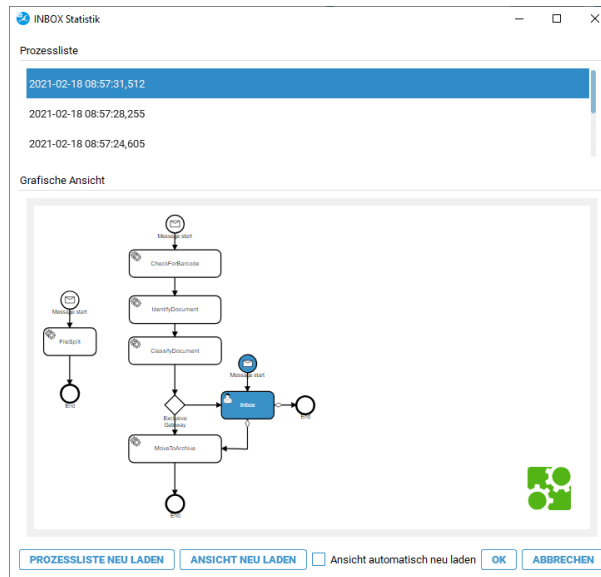 INBOX Statistik
Prozessliste
2021-02-18 08:57:31,512
2021-02-18 08:57:28,255
2021-02-18 08:57:24,605
Grafische Ansicht
Message start
CheckForBarcode
IdentifyDocument
Message start
FileSplit
ClassifyDocument
Message start
End
Inbox
End
Exclusive
Gateway
MoveToArchive
End
PROZESSLISTE NEU LADEN
ANSICHT NEU LADEN
Ansicht automatisch neu laden
OK
ABBRECHEN